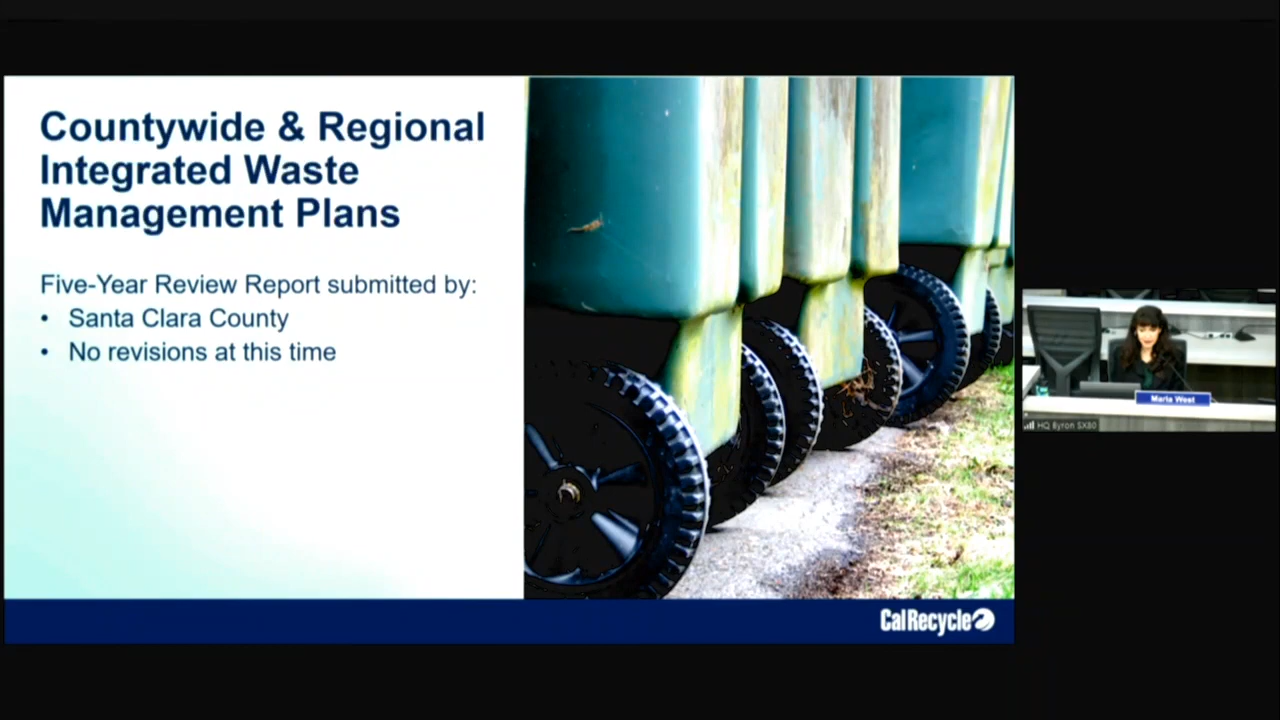 Countywide & Regional
Integrated Waste
Management Plans
Five-Year Review Report submitted by:
• Santa Clara County
• No revisions at this time
CalRecycle
Maria West
HQ Byron SX80